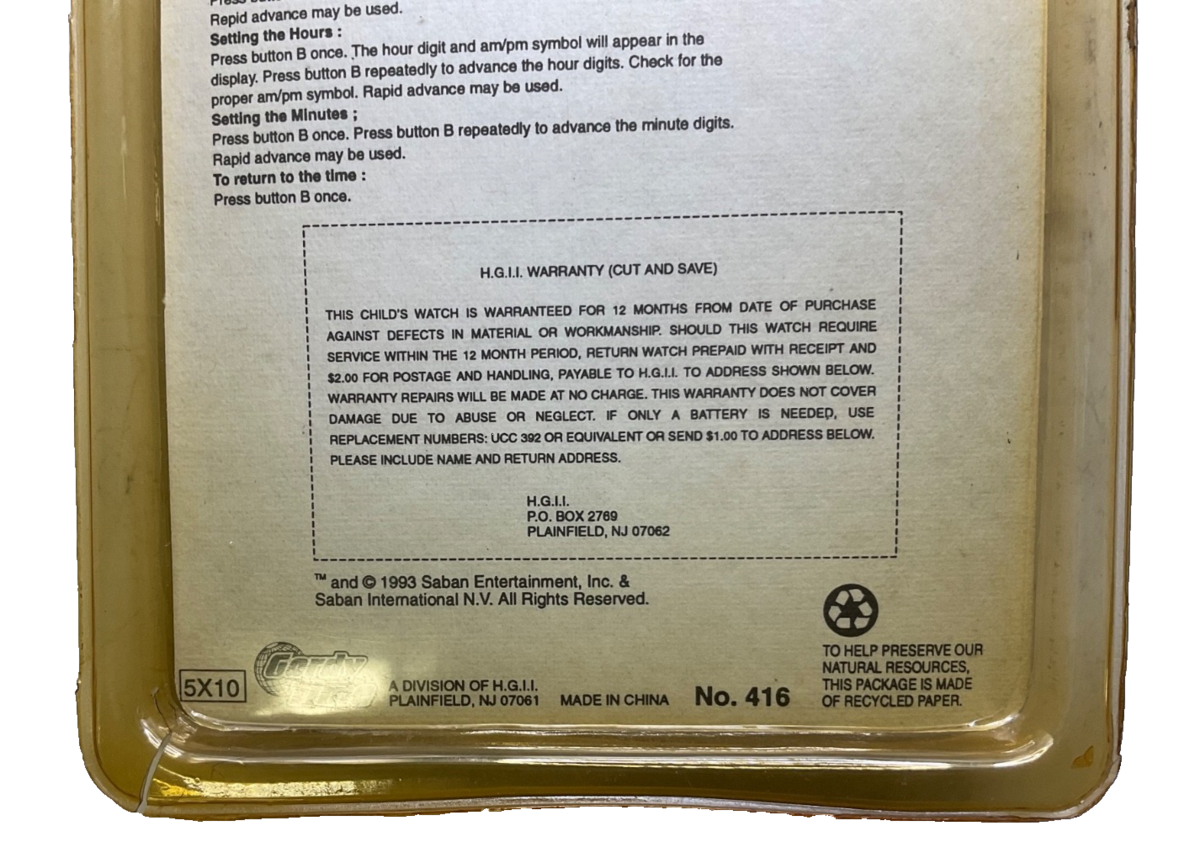 Press butt
Repid advance may be used.
Setting the Hours :
Press button B once. The hour digit and am/pm symbol will appear in the
display. Press button B repeatedly to advance the hour digits. Check for the
proper am/pm symbol. Rapid advance may be used.
Setting the Minutes ;
Press button B once. Press button B repeatedly to advance the minute digits.
Rapid advance may be used.
To return to the time :
Press button B once.
H.G.I.I. WARRANTY (CUT AND SAVE)
THIS CHILD'S WATCH IS WARRANTEED FOR 12 MONTHS FROM DATE OF PURCHASE
AGAINST DEFECTS IN MATERIAL OR WORKMANSHIP. SHOULD THIS WATCH REQUIRE
SERVICE WITHIN THE 12 MONTH PERIOD, RETURN WATCH PREPAID WITH RECEIPT AND
$2.00 FOR POSTAGE AND HANDLING, PAYABLE TO H.G.I.I. TO ADDRESS SHOWN BELOW.
WARRANTY REPAIRS WILL BE MADE AT NO CHARGE. THIS WARRANTY DOES NOT COVER
DAMAGE DUE TO ABUSE OR NEGLECT. IF ONLY A BATTERY IS NEEDED, USE
REPLACEMENT NUMBERS: UCC 392 OR EQUIVALENT OR SEND $1.00 TO ADDRESS BELOW.
PLEASE INCLUDE NAME AND RETURN ADDRESS.
H.G.I.I.
P.O. BOX 2769
PLAINFIELD, NJ 07062
™ and © 1993 Saban Entertainment, Inc. &
Saban International N.V. All Rights Reserved.
5X10
Gordy
A DIVISION OF H.G.I.I.
PLAINFIELD, NJ 07061 MADE IN CHINA No. 416
TO HELP PRESERVE OUR
NATURAL RESOURCES,
THIS PACKAGE IS MADE
OF RECYCLED PAPER.